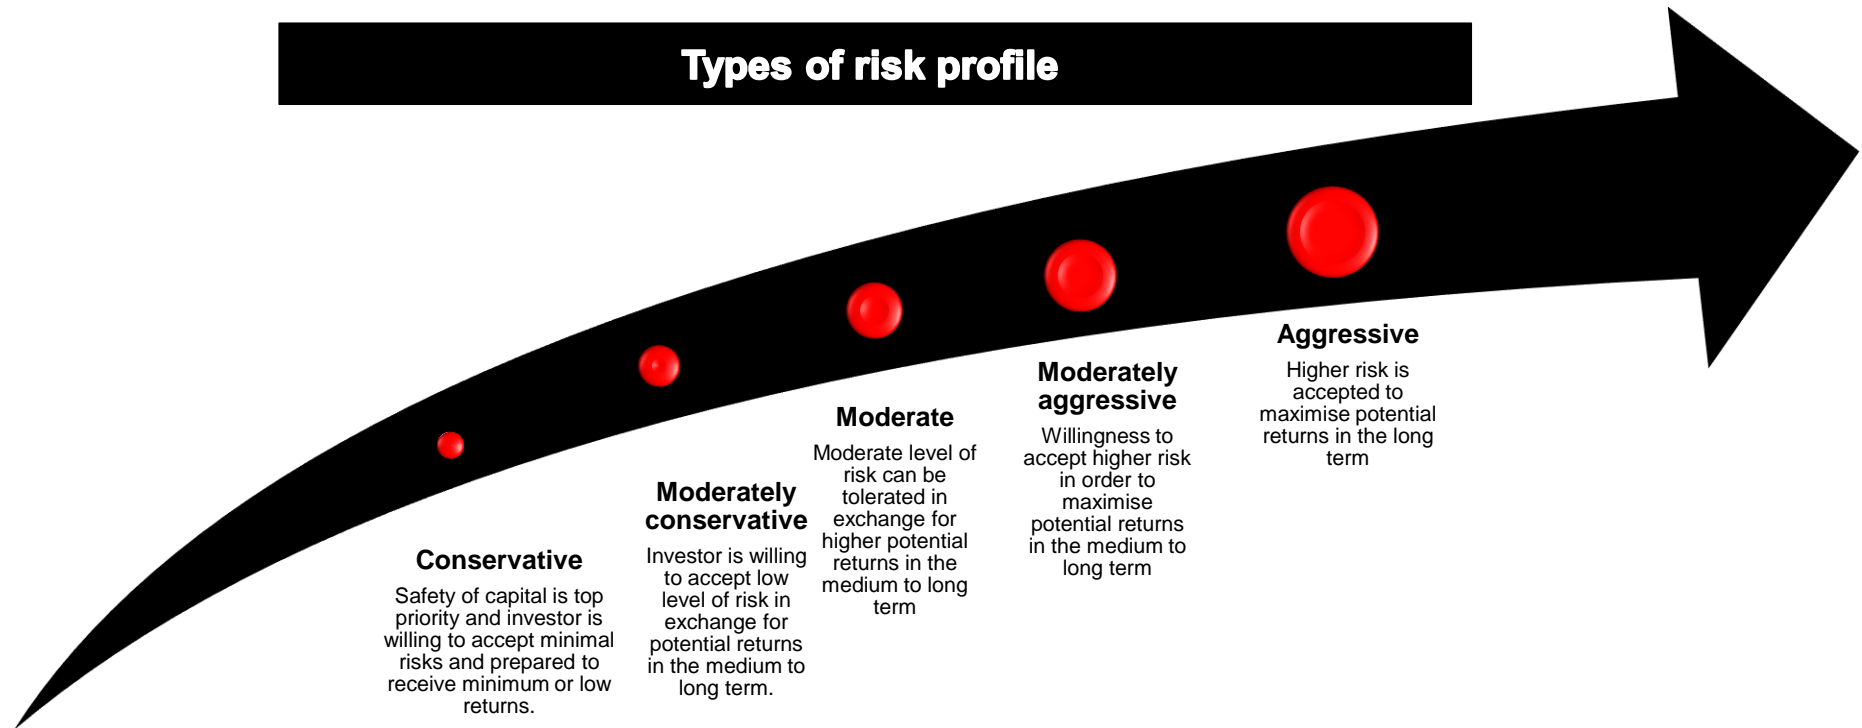 Types of risk profile
Conservative
Safety of capital is top
priority and investor is
willing to accept minimal
risks and prepared to
receive minimum or low
returns.
Moderately
conservative
Investor is willing
to accept low
level of risk in
exchange for
potential returns
in the medium to
long term.
Moderate
Moderate level of
risk can be
tolerated in
exchange for
higher potential
returns in the
medium to long
term
Moderately
aggressive
Willingness to
accept higher risk
in order to
maximise
potential returns
in the medium to
long term
Aggressive
Higher risk is
accepted to
maximise potential
returns in the long
term